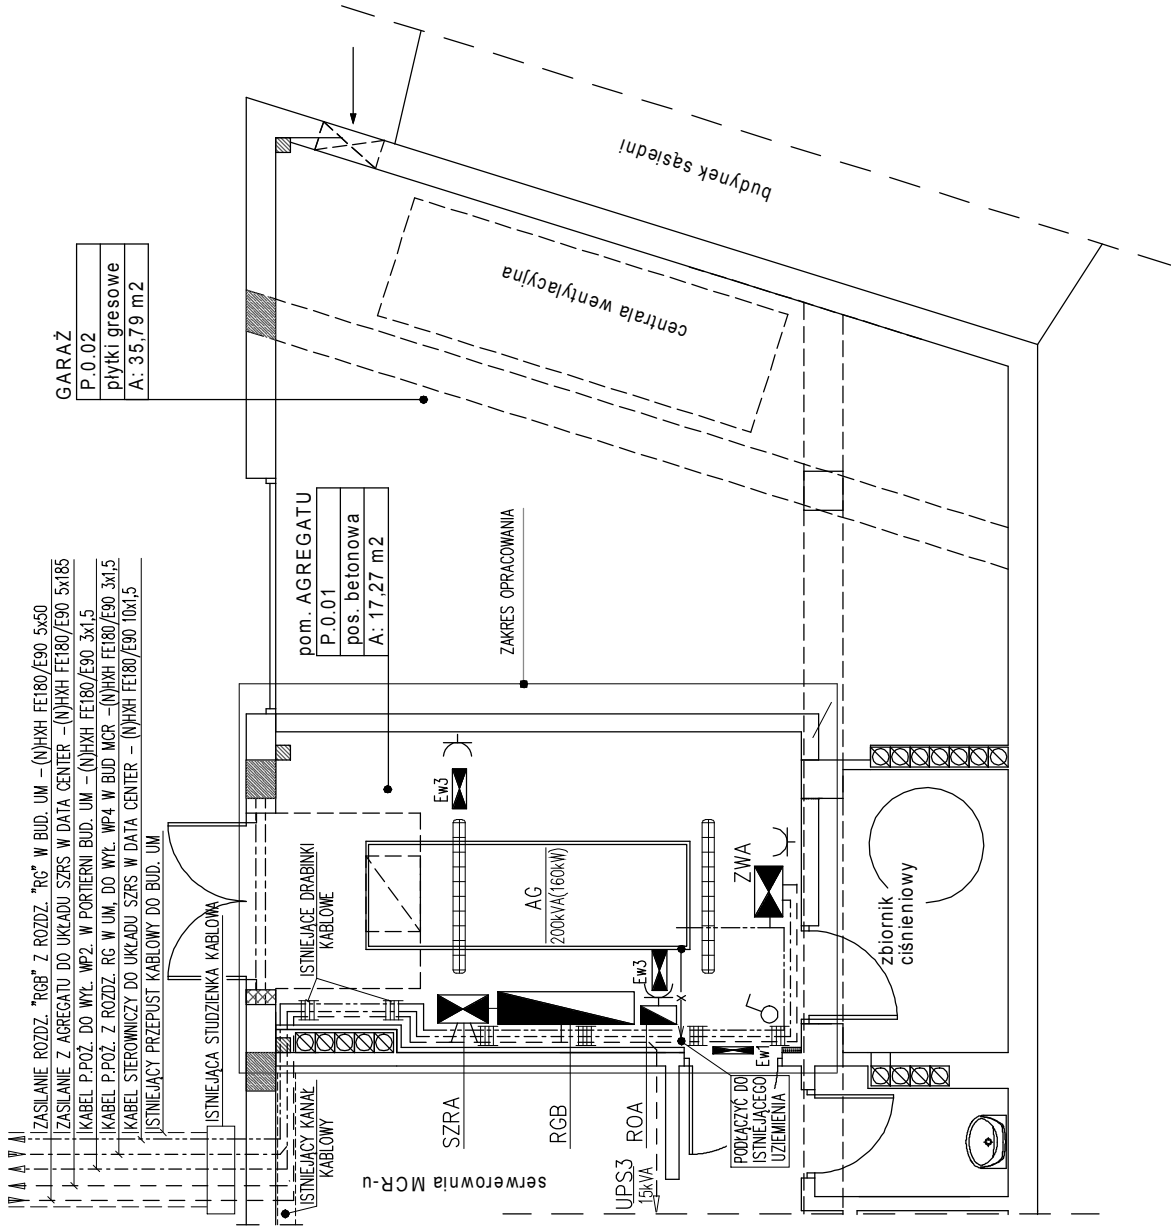 GARAŻ
P.0.02
płytki gresowe
A: 35,79 m2
budynek sąsiedni
centrala wentylacyjna
pom. AGREGATU
P.0.01
pos. betonowa
A: 17,27 m2
ZAKRES OPRACOWANIA
ZASILANIE ROZDZ. "RGB" Z ROZDZ. "RG" W BUD. UM - (N)HXH FE180/E90 5x50
ZASILANIE Z AGREGATU DO UKŁADU SZRS W DATA CENTER -(N)HXH FE180/E90 5x185
KABEL P.POŻ. DO WYŁ. WP2. W PORTIERNI BUD. UM - (N)HXH FE180/E90 3x1,5
KABEL P.POŻ. Z ROZDZ. RG W UM, DO WYŁ. WP4 W BUD MCR -(N)HXH FE180/E90 3x1,5
KABEL STEROWNICZY DO UKŁADU SZRS W DATA CENTER - (N)HXH FE180/E90 10x1,5
ISTNIEJĄCY PRZEPUST KABLOWY DO BUD. UM
ISTNIEJĄCA STUDZIENKA KABLOWA
ISTNIEJĄCE DRABINKI
KABLOWE
Ew3
AG
200kVA(160kW)
ZWA
Ew3
x
zbiornik
ciśnieniowy
Ew1
ISTNIEJĄCY KANAŁ
KABLOWY
SZRA
RGB
ROA
serwerownia MCR-u
UPS3
15kVA
PODŁĄCZYĆ DO
ISTNIEJĄCEGO
UZIEMIENIA